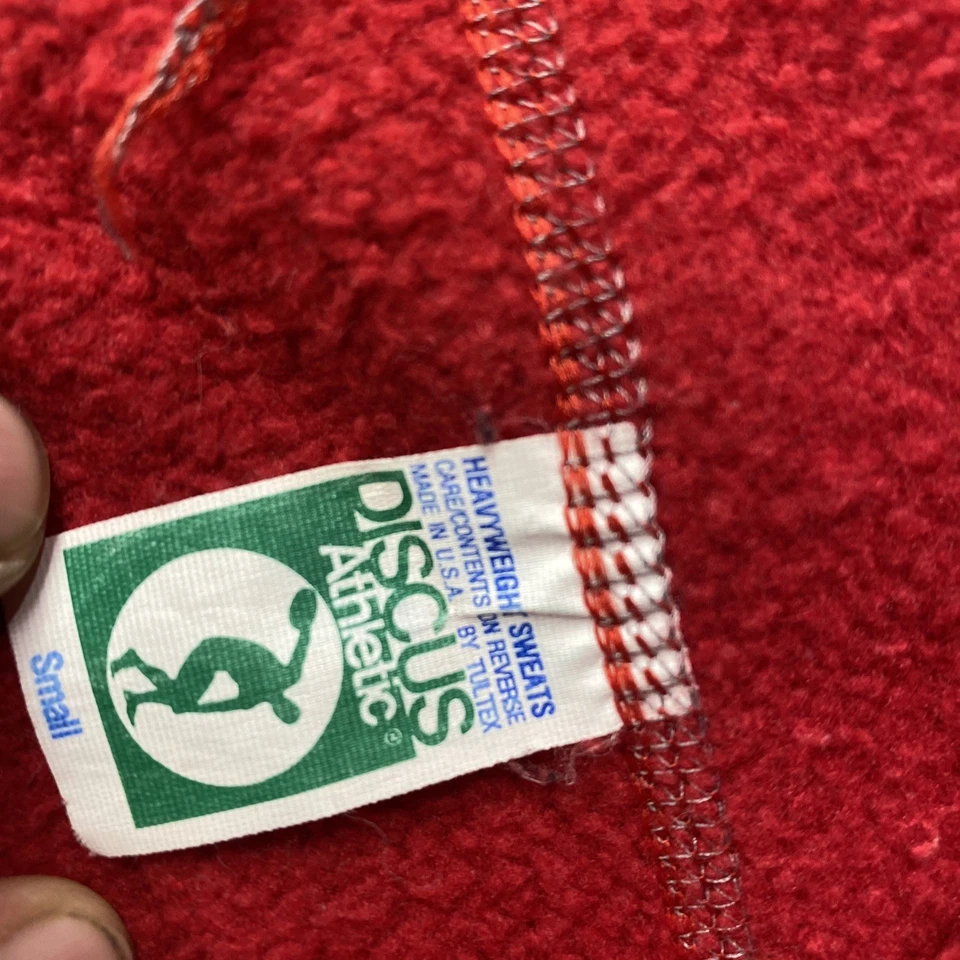 HEAVYWEIGHT SWEATS
CARE/CONTENTS ON REVERSE
MADE IN U.S.A. BY TULTEX
DISCUS
Athletic ®
Small